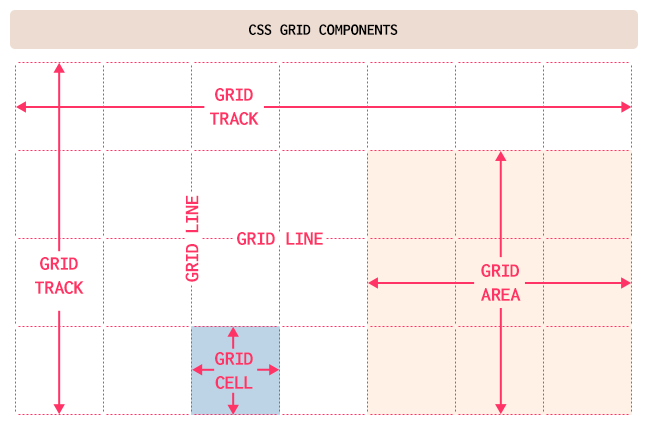 CSS GRID COMPONENTS
GRID
TRACK
GRID LINE
GRID LINE
GRID
TRACK
GRID
AREA
GRID
CELL